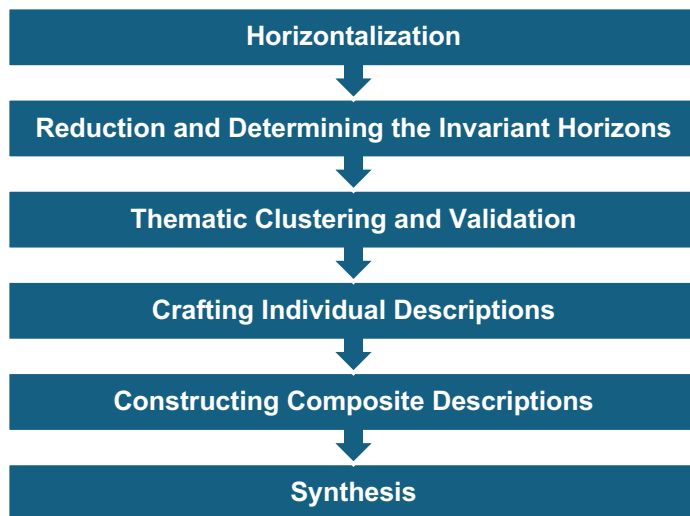 Horizontalization
Reduction and Determining the Invariant Horizons
Thematic Clustering and Validation
Crafting Individual Descriptions
Constructing Composite Descriptions
Synthesis